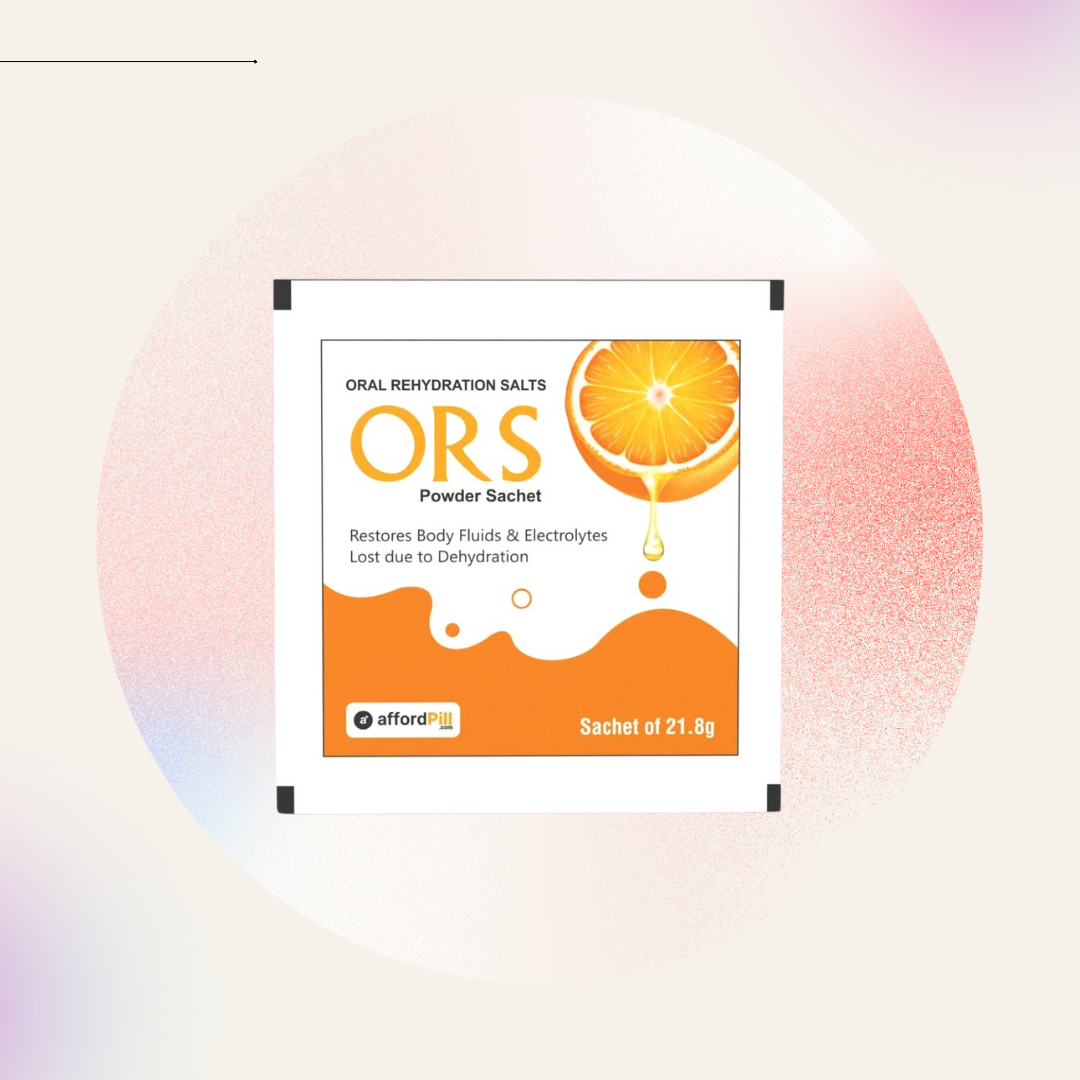 ORAL REHYDRATION SALTS
ORS
Powder Sachet
Restores Body Fluids & Electrolytes
Lost due to Dehydration
a
affordPill
.com
Sachet of 21.8g